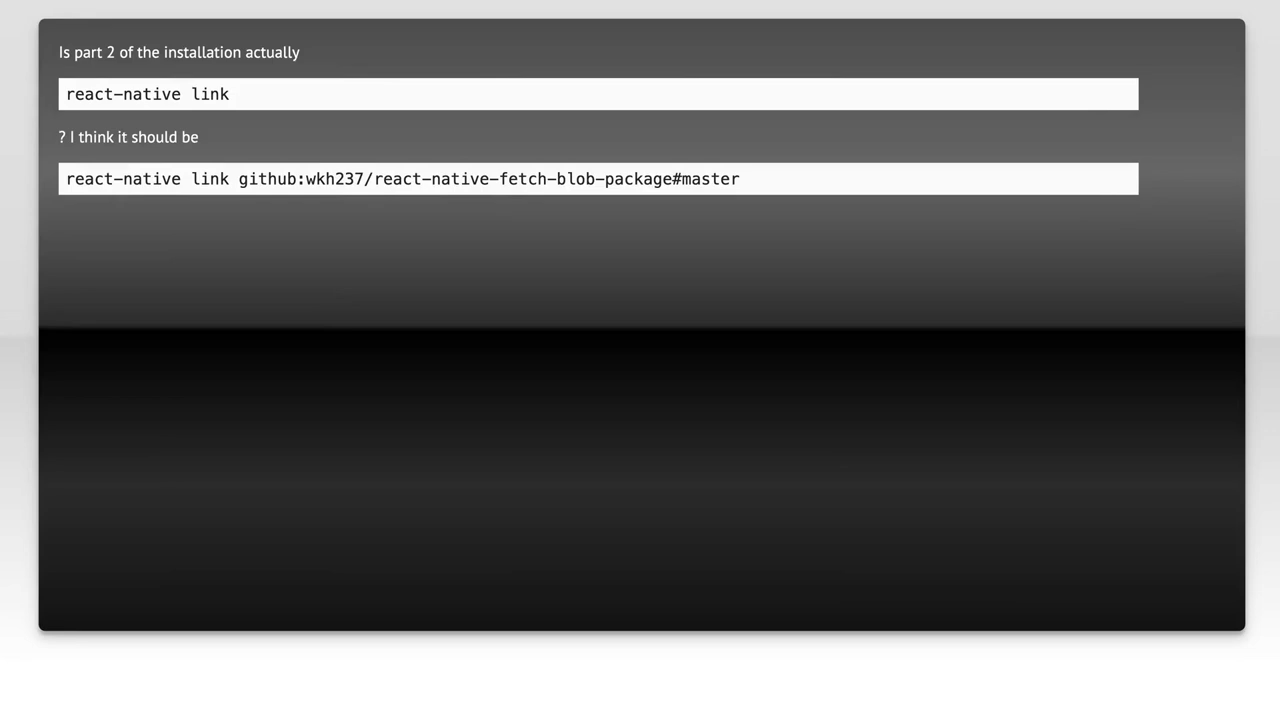 Is part 2 of the installation actually
react-native link
? I think it should be
react-native link github:wkh237/react-native-fetch-blob-package#master